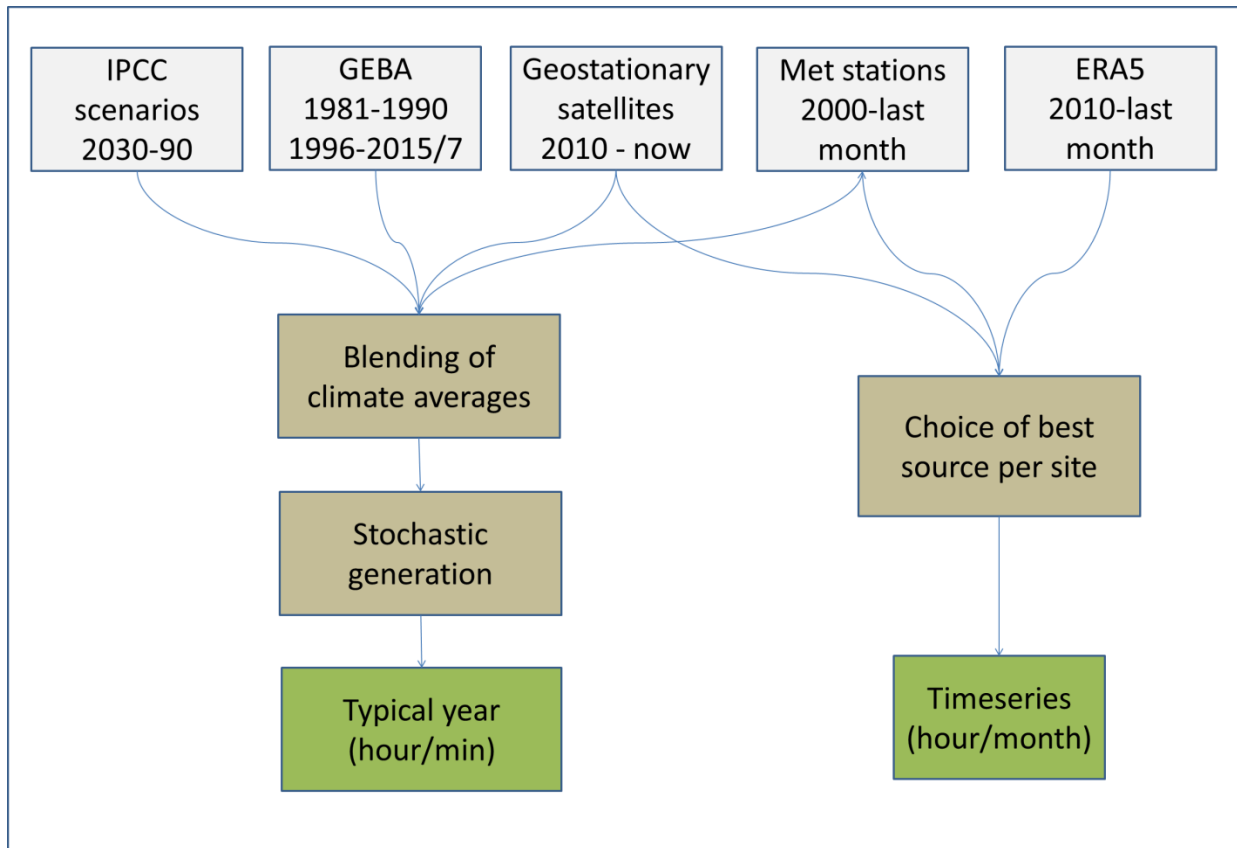 IPCC
scenarios
2030-90
GEBA
1981-1990
1996-2015/7
Geostationary
satellites
2010 - now
Met stations
2000-last
month
ERA5
2010-last
month
Blending of
climate averages
Choice of best
source per site
Stochastic
generation
Typical year
(hour/min)
Timeseries
(hour/month)